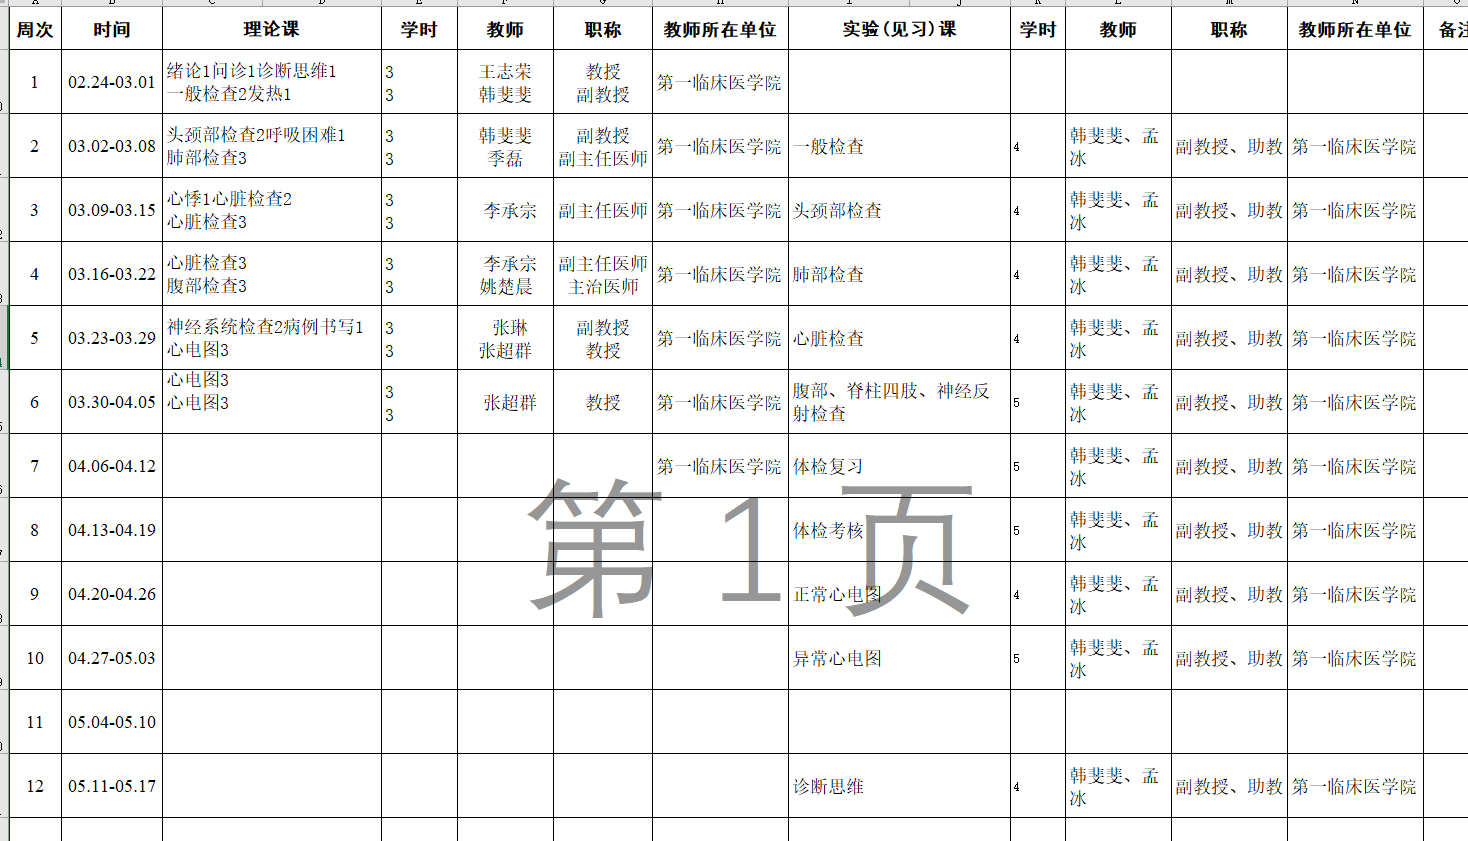 周次 时间 理论课 学时 教师 职称 教师所在单位 实验(见习)课 学时 教师 职称 教师所在单位 备注
1 02.24-03.01 绪论1问诊1诊断思维1 3 王志荣 教授 第一临床医学院
一般检查2发热1 3 韩斐斐 副教授
2 03.02-03.08 头颈部检查2呼吸困难1 3 韩斐斐 副教授 第一临床医学院 一般检查 4 韩斐斐、孟 副教授、助教 第一临床医学院
肺部检查3 3 季磊 副主任医师 冰
3 03.09-03.15 心悸1心脏检查2 3 李承宗 副主任医师 第一临床医学院 头颈部检查 4 韩斐斐、孟 副教授、助教 第一临床医学院
心脏检查3 3 冰
4 03.16-03.22 心脏检查3 3 李承宗 副主任医师 第一临床医学院 肺部检查 4 韩斐斐、孟 副教授、助教 第一临床医学院
腹部检查3 3 姚楚晨 主治医师 冰
5 03.23-03.29 神经系统检查2病例书写1 3 张琳 副教授 第一临床医学院 心脏检查 4 韩斐斐、孟 副教授、助教 第一临床医学院
心电图3 3 张超群 教授 冰
6 03.30-04.05 心电图3 3 张超群 教授 第一临床医学院 腹部、脊柱四肢、神经反 5 韩斐斐、孟 副教授、助教 第一临床医学院
心电图3 3 射检查 冰
7 04.06-04.12 第一临床医学院 体检复习 5 韩斐斐、孟 副教授、助教 第一临床医学院
冰
8 04.13-04.19 体检考核 5 韩斐斐、孟 副教授、助教 第一临床医学院
冰
第 1 页
9 04.20-04.26 正常心电图 4 韩斐斐、孟 副教授、助教 第一临床医学院
冰
10 04.27-05.03 异常心电图 5 韩斐斐、孟 副教授、助教 第一临床医学院
冰
11 05.04-05.10
12 05.11-05.17 诊断思维 4 韩斐斐、孟 副教授、助教 第一临床医学院
冰